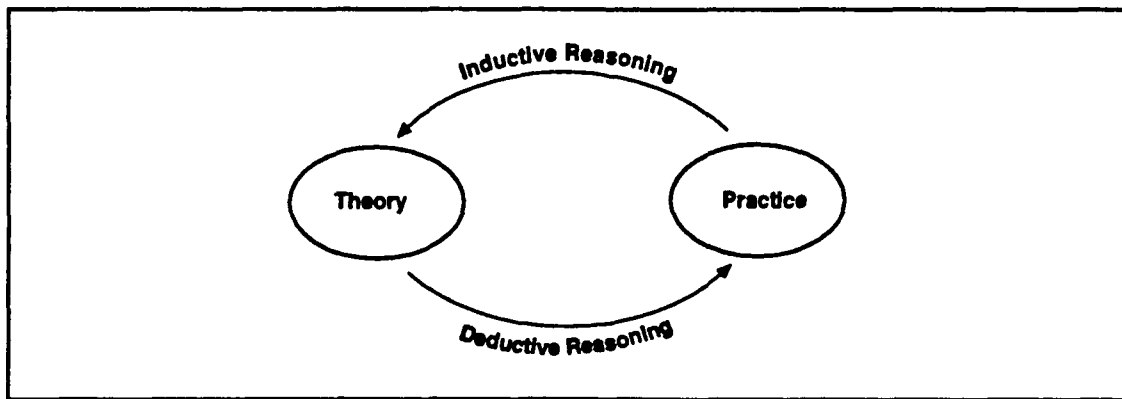 Inductive Reasoning
Theory
Practice
Deductive Reasoning